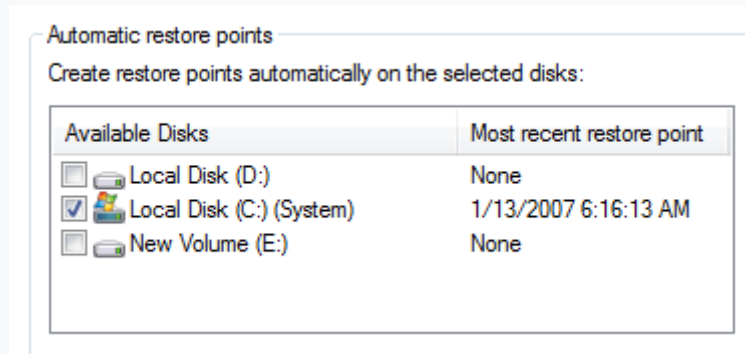 Automatic restore points
Create restore points automatically on the selected disks:
Available Disks Most recent restore point
Local Disk (D:) None
Local Disk (C:) (System) 1/13/2007 6:16:13 AM
New Volume (E:) None